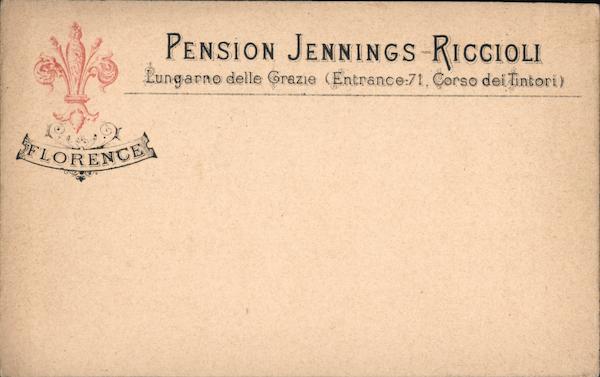 PENSION JENNINGS-RICCIOLI
Lungarno delle Grazie (Entrance-71, Corso dei Tintori)
FLORENCE